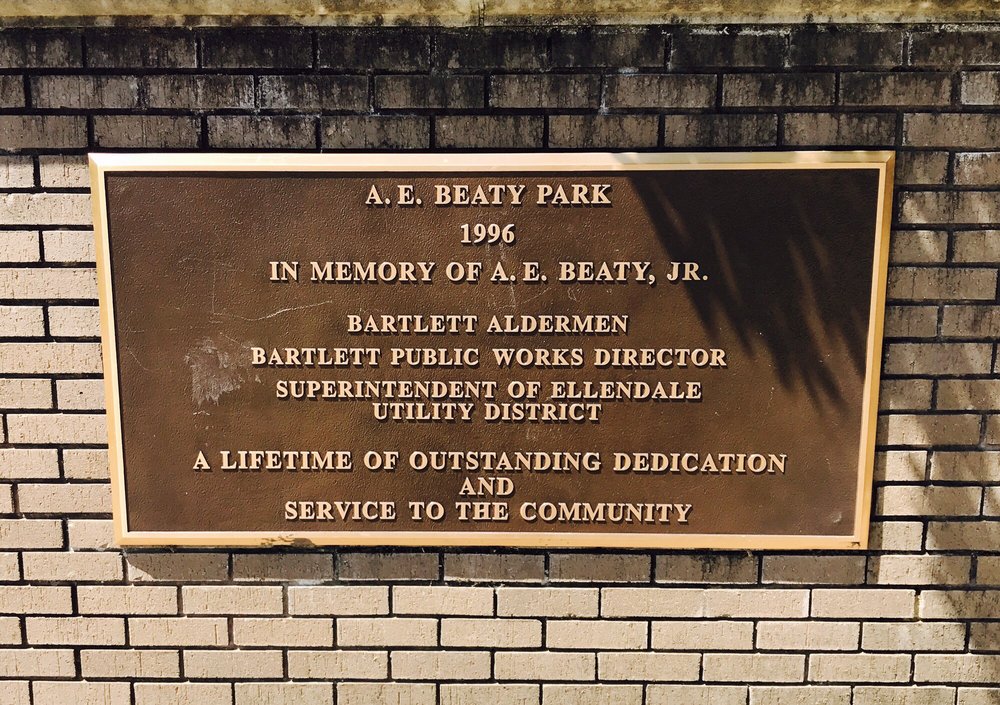 A. E. BEATY PARK
1996
IN MEMORY OF A. E. BEATY, JR.
BARTLETT ALDERMEN
BARTLETT PUBLIC WORKS DIRECTOR
SUPERINTENDENT OF ELLENDALE
UTILITY DISTRICT
A LIFETIME OF OUTSTANDING DEDICATION
AND
SERVICE TO THE COMMUNITY